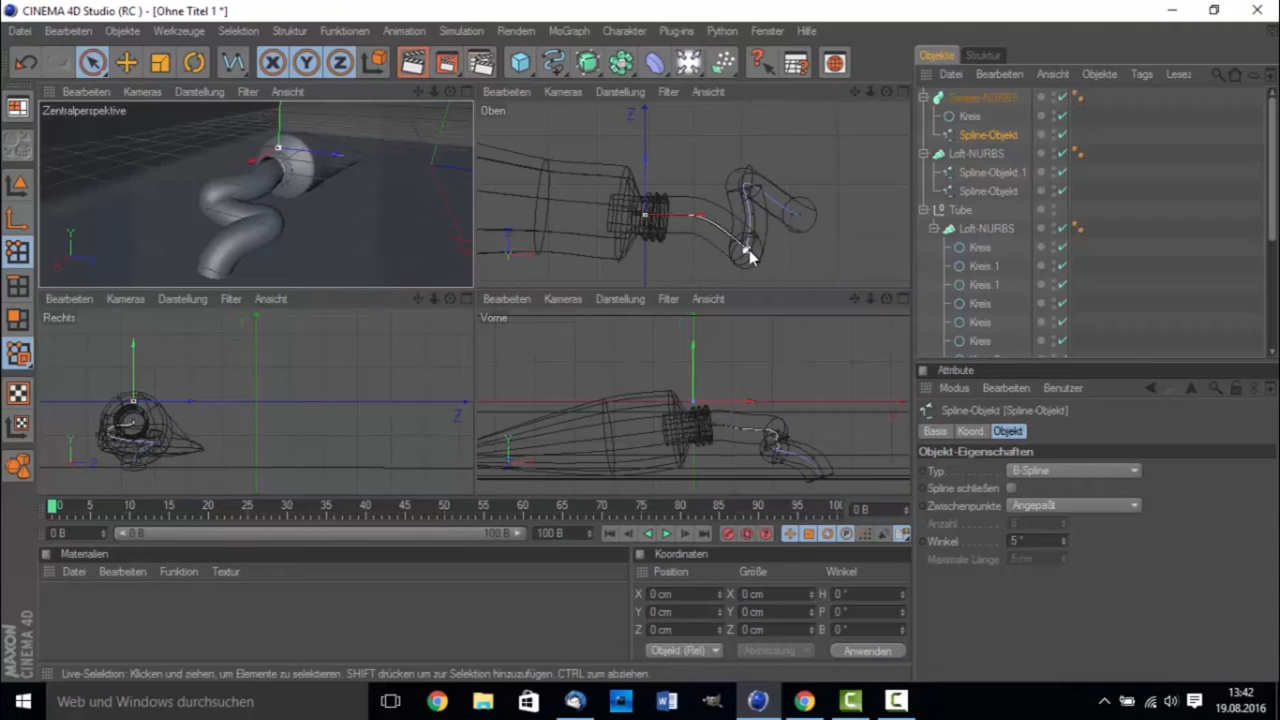 CINEMA 4D Studio (RC ) - [Ohne Titel 1 *]
Datei Bearbeiten Objekte Werkzeuge Selektion Struktur Funktionen Animation Simulation Rendern MoGraph Charakter Plug-ins Python Fenster Hilfe
X Y Z
Objekte Struktur
Datei Bearbeiten Ansicht Objekte Tags Lesez
Bearbeiten Kameras Darstellung Filter Ansicht
Zentralperspektive
Y
X
Z
Bearbeiten Kameras Darstellung Filter Ansicht
Oben
Z
Sweep-NURBS
Kreis
Spline-Objekt
Loft-NURBS
Spline-Objekt.1
Spline-Objekt
Tube
Loft-NURBS
Kreis
Kreis.1
Kreis.1
Kreis
Kreis
Kreis
Bearbeiten Kameras Darstellung Filter Ansicht
Rechts
Z
Y
Z
Bearbeiten Kameras Darstellung Filter Ansicht
Vorne
Y
Attribute
Modus Bearbeiten Benutzer
Spline-Objekt [Spline-Objekt]
Basis Koord. Objekt
Objekt-Eigenschaften
Typ B-Spline
Spline schließen
Zwischenpunkte Angepaßt
Anzahl 8
Winkel 5 °
Maximale Länge 5 cm
0 5 10 15 20 25 30 35 40 45 50 55 60 65 70 75 80 85 90 95 100 0 B
0 B 0 B 100 B 100 B
Materialien
Datei Bearbeiten Funktion Textur
Koordinaten
Position Größe Winkel
X 0 cm X 0 cm H 0 °
Y 0 cm Y 0 cm P 0 °
Z 0 cm Z 0 cm B 0 °
Objekt (Rel) Abmessung Anwenden
MAXON
CINEMA 4D
Live-Selektion: Klicken und ziehen, um Elemente zu selektieren. SHIFT drücken um zur Selektion hinzuzufügen, CTRL zum abziehen.
Web und Windows durchsuchen
13:42
19.08.2016